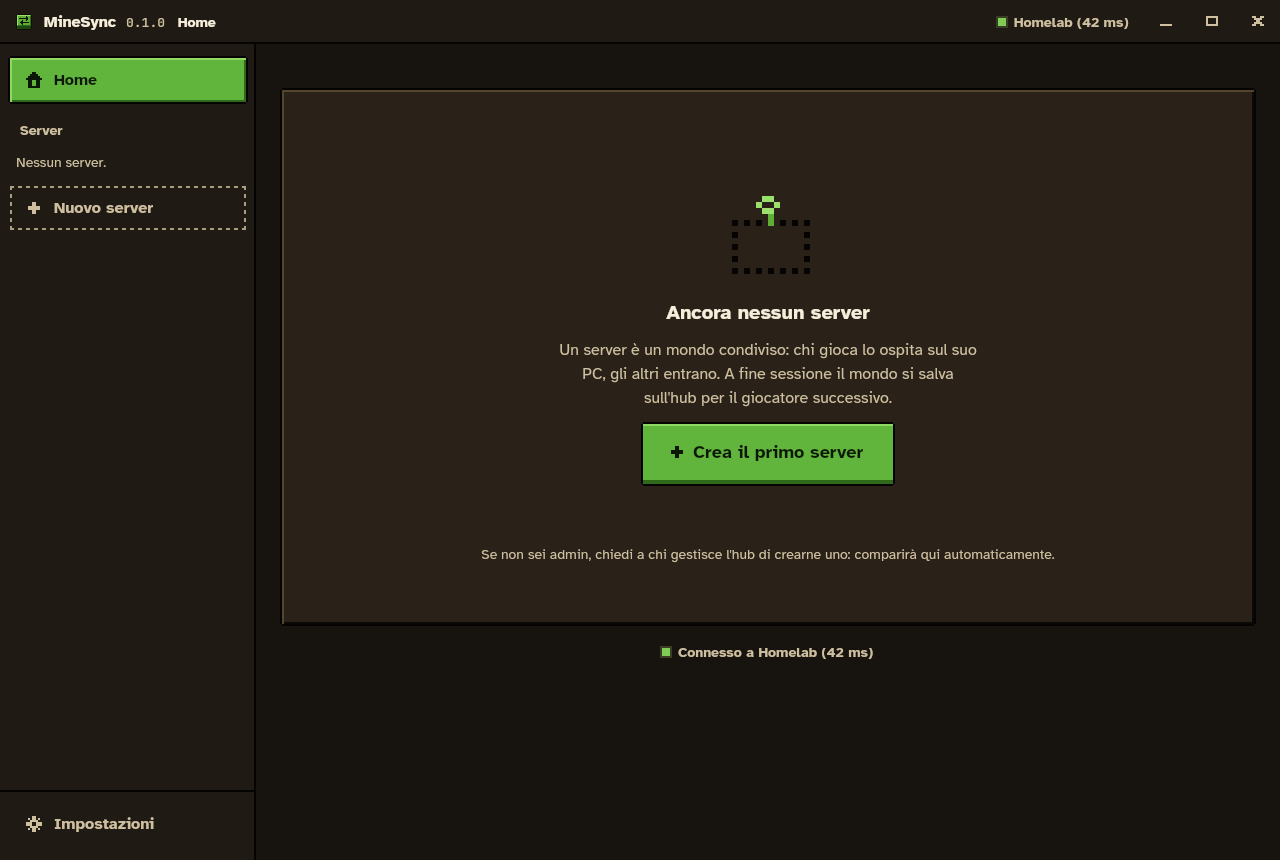 MineSync 0.1.0 Home
Homelab (42 ms)
Home
Server
Nessun server.
Nuovo server
Ancora nessun server
Un server è un mondo condiviso: chi gioca lo ospita sul suo
PC, gli altri entrano. A fine sessione il mondo si salva
sull'hub per il giocatore successivo.
Crea il primo server
Se non sei admin, chiedi a chi gestisce l'hub di crearne uno: comparirà qui automaticamente.
Connesso a Homelab (42 ms)
Impostazioni